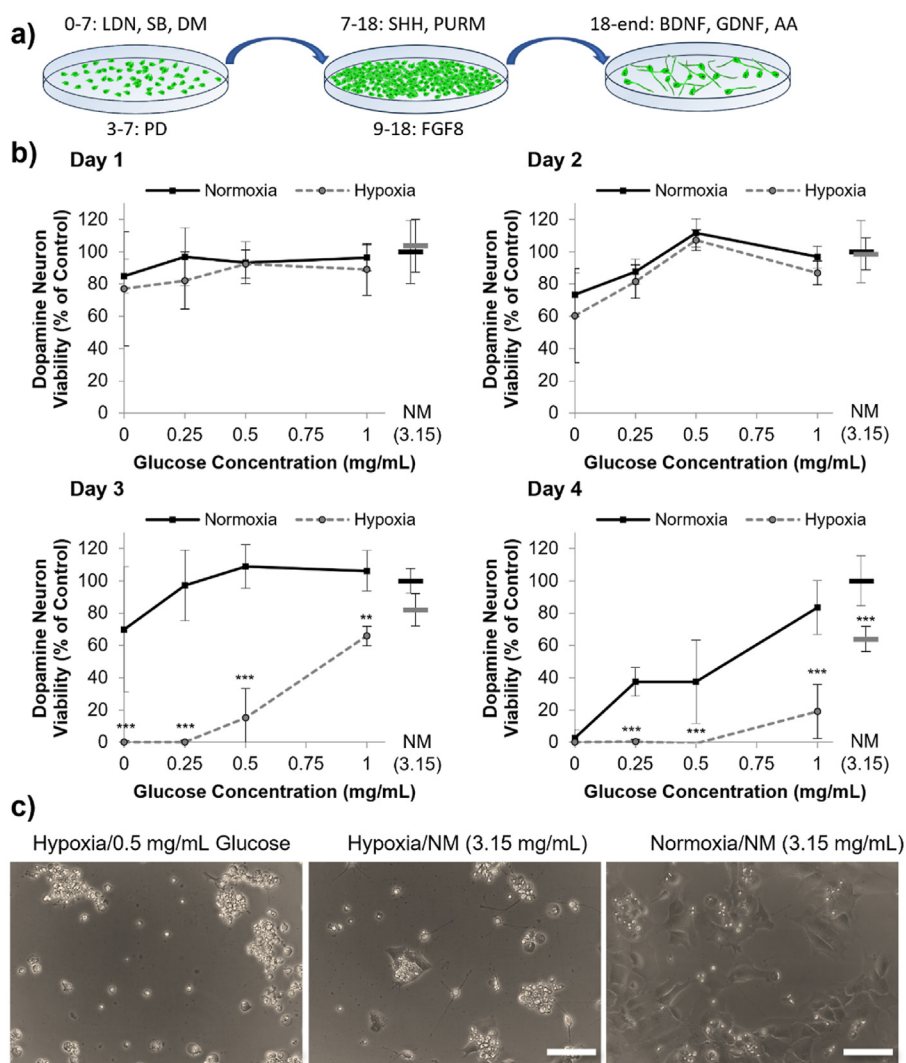 a)
0-7: LDN, SB, DM
7-18: SHH, PURM
18-end: BDNF, GDNF, AA
3-7: PD
9-18: FGF8
b)
Day 1
Normoxia
Hypoxia
Dopamine Neuron
Viability (% of Control)
120
100
80
60
40
20
0
0
0.25
0.5
0.75
1
NM
(3.15)
Glucose Concentration (mg/mL)
Day 2
Normoxia
Hypoxia
Dopamine Neuron
Viability (% of Control)
120
100
80
60
40
20
0
0
0.25
0.5
0.75
1
NM
(3.15)
Glucose Concentration (mg/mL)
Day 3
Normoxia
Hypoxia
Dopamine Neuron
Viability (% of Control)
120
100
80
60
40
20
0
***
***
***
**
0
0.25
0.5
0.75
1
NM
(3.15)
Glucose Concentration (mg/mL)
Day 4
Normoxia
Hypoxia
Dopamine Neuron
Viability (% of Control)
120
100
80
60
40
20
0
***
***
***
***
0
0.25
0.5
0.75
1
NM
(3.15)
Glucose Concentration (mg/mL)
c)
Hypoxia/0.5 mg/mL Glucose
Hypoxia/NM (3.15 mg/mL)
Normoxia/NM (3.15 mg/mL)